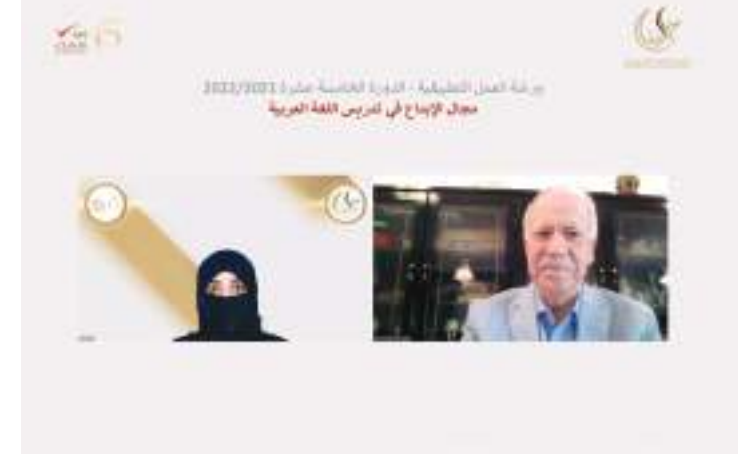 ورشة العمل التطبيقية - الدورة الخامسة عشرة 2022/2021
مجال الإبداع في تدريس اللغة العربية